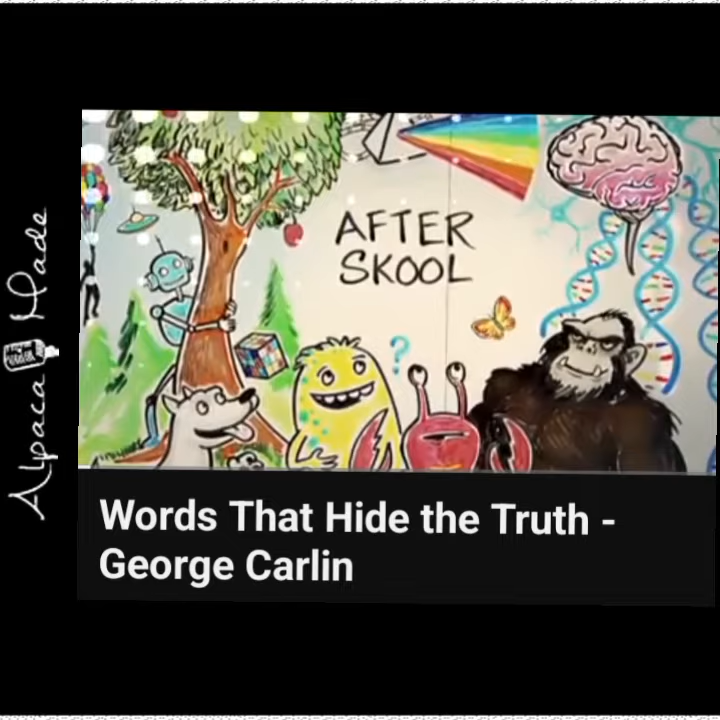 Alpaca Made
AFTER
SKOOL
?
Words That Hide the Truth -
George Carlin